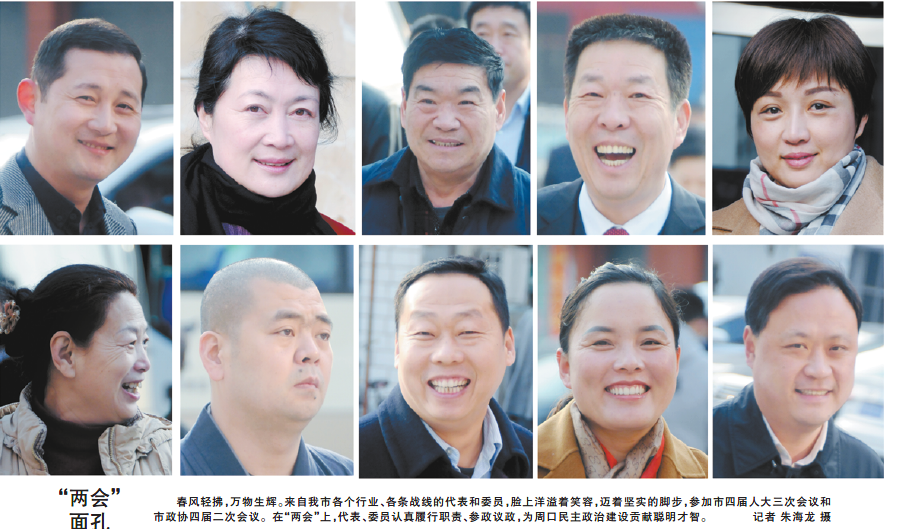 “两会”
面孔
春风轻拂,万物生辉。来自我市各个行业、各条战线的代表和委员,脸上洋溢着笑容,迈着坚实的脚步,参加市四届人大三次会议和
市政协四届二次会议。在“两会”上,代表、委员认真履行职责、参政议政,为周口民主政治建设贡献聪明才智。 记者 朱海龙 摄